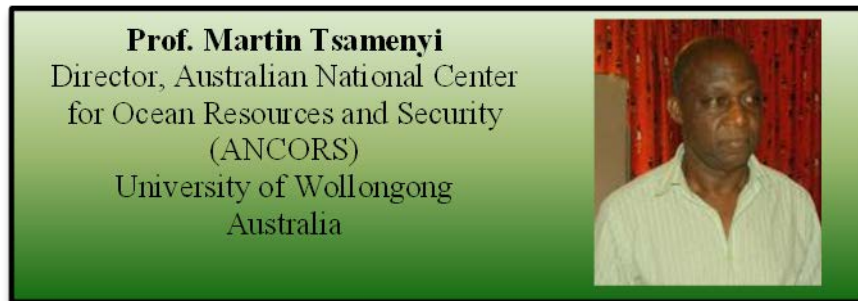 Prof. Martin Tsamenyi
Director, Australian National Center
for Ocean Resources and Security
(ANCORS)
University of Wollongong
Australia